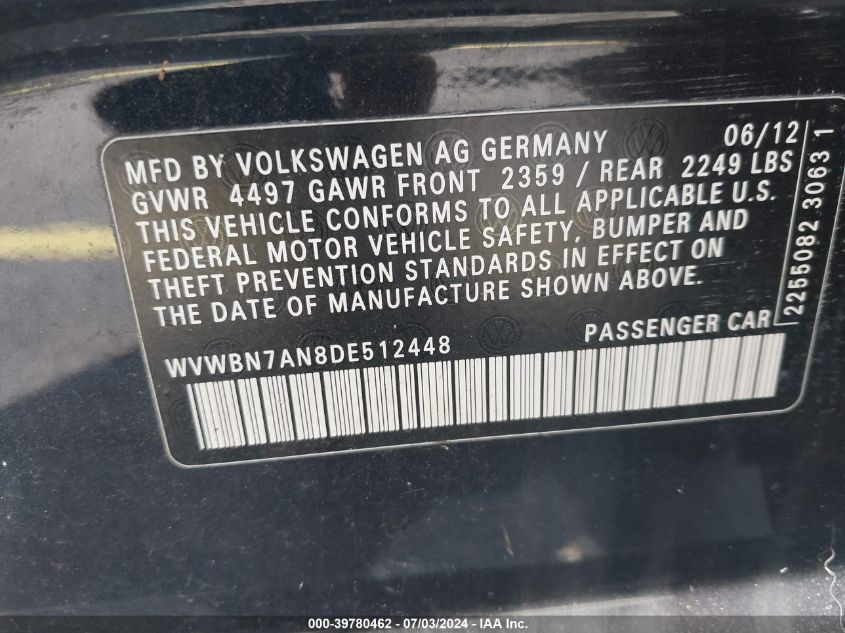 MFD BY VOLKSWAGEN AG GERMANY 06/12
GVWR 4497 GAWR FRONT 2359 / REAR 2249 LBS
THIS VEHICLE CONFORMS TO ALL APPLICABLE U.S.
FEDERAL MOTOR VEHICLE SAFETY, BUMPER AND
THEFT PREVENTION STANDARDS IN EFFECT ON
THE DATE OF MANUFACTURE SHOWN ABOVE.
WVWBN7AN8DE512448 PASSENGER CAR
2255082 30631
000-39780462 - 07/03/2024 - IAA Inc.